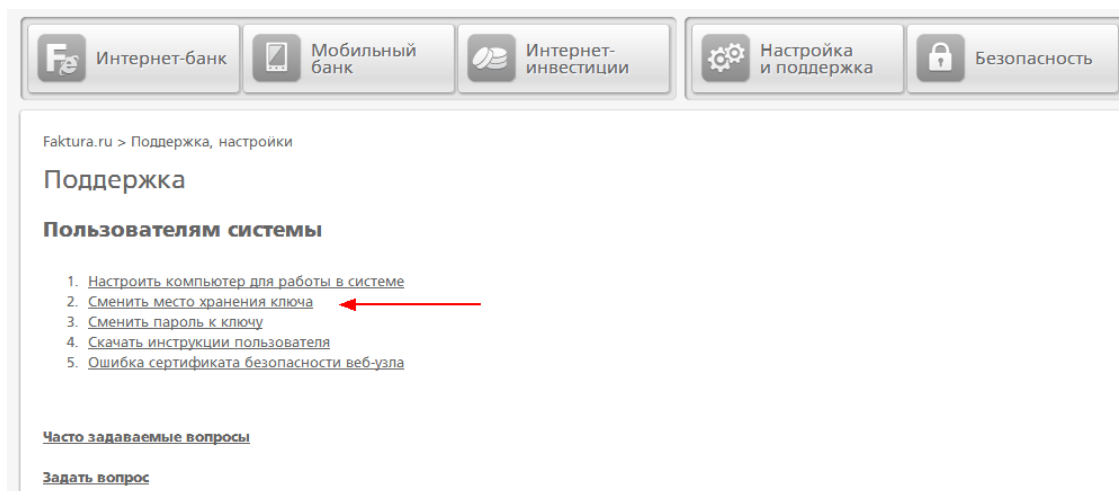 Fe Интернет-банк
Мобильный
банк
Интернет-
инвестиции
Настройка
и поддержка
Безопасность
Faktura.ru > Поддержка, настройки
Поддержка
Пользователям системы
1. Настроить компьютер для работы в системе
2. Сменить место хранения ключа
3. Сменить пароль к ключу
4. Скачать инструкции пользователя
5. Ошибка сертификата безопасности веб-узла
Часто задаваемые вопросы
Задать вопрос